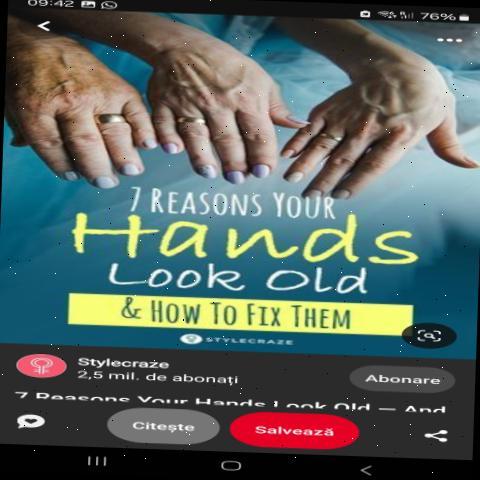 09:42
76%
7 REASONS YOUR
Hands
Look Old
& HOW TO FIX THEM
STYLECRAZE
Stylecraze
2,5 mil. de abonați
Abonare
7 Reasons Your Hands Look Old — And
Citește
Salvează